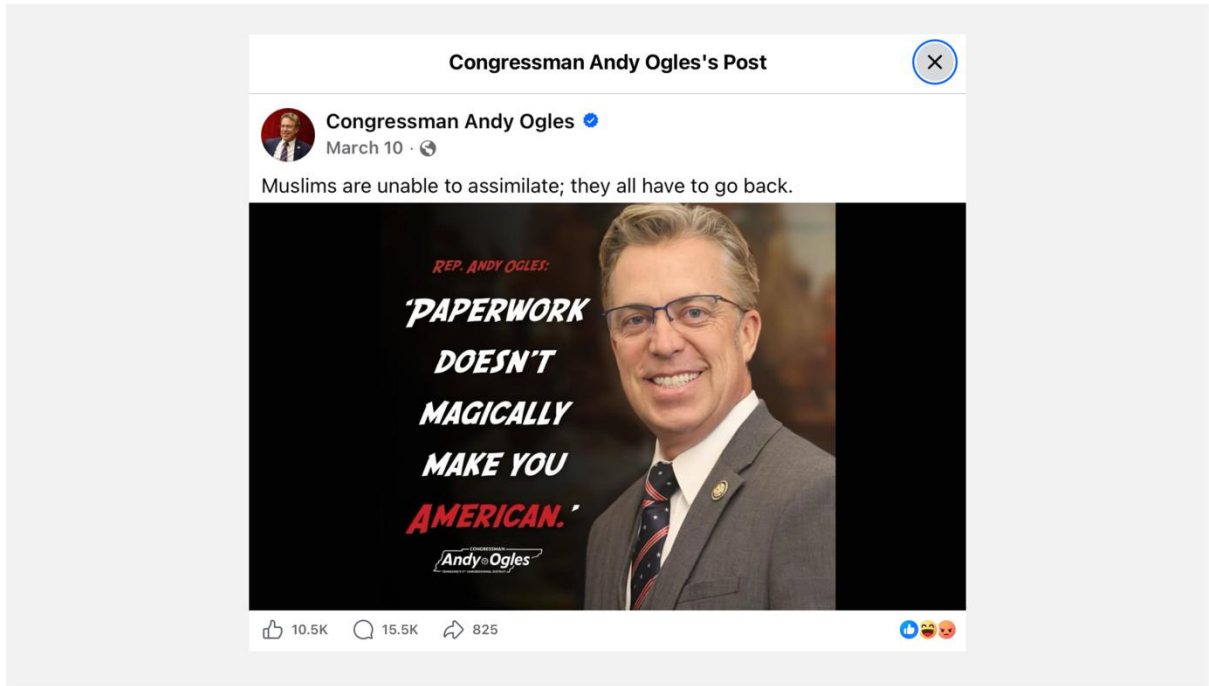 Congressman Andy Ogles's Post
Congressman Andy Ogles
March 10 ·
Muslims are unable to assimilate; they all have to go back.
REP. ANDY OGLES:
'PAPERWORK
DOESN'T
MAGICALLY
MAKE YOU
AMERICAN.'
CONGRESSMAN
Andy Ogles
10.5K 15.5K 825